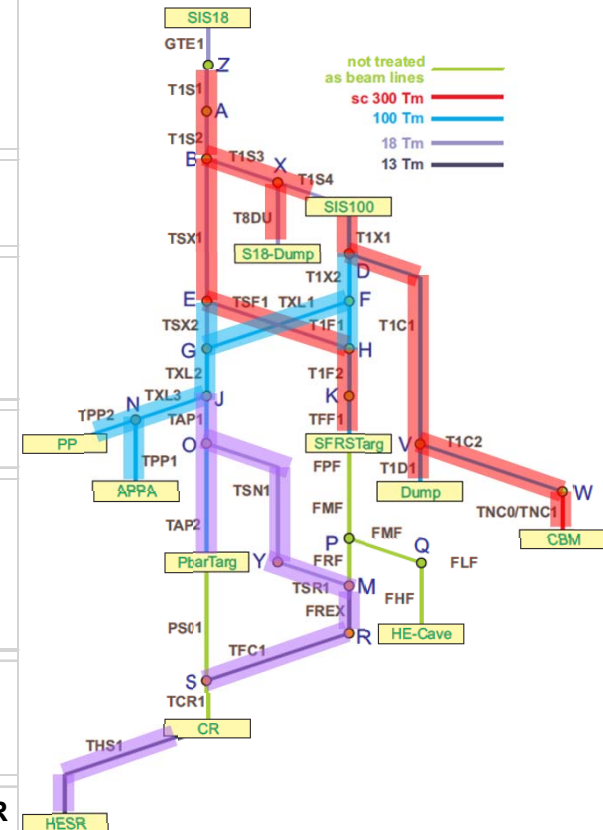 SIS18
GTE1
Z
not treated
as beam lines
sc 300 Tm
100 Tm
18 Tm
13 Tm
T1S1
A
T1S2
B
T1S3
X
T1S4
SIS100
T8DU
S18-Dump
TSX1
T1X1
D
T1X2
E
TSF1
TXL1
F
T1C1
TSX2
T1F1
G
H
TXL2
T1F2
TXL3
J
K
N
TPP2
TAP1
TFF1
PP
O
SFRSTarg
V
T1C2
TPP1
FPF
T1D1
APPA
TSN1
Dump
W
FMF
TNC0/TNC1
TAP2
CBM
P
FMF
Q
PbarTarg
Y
FRF
FLF
TSR1
M
FREX
FHF
PS01
R
HE-Cave
TFC1
S
TCR1
CR
THS1
R
HESR